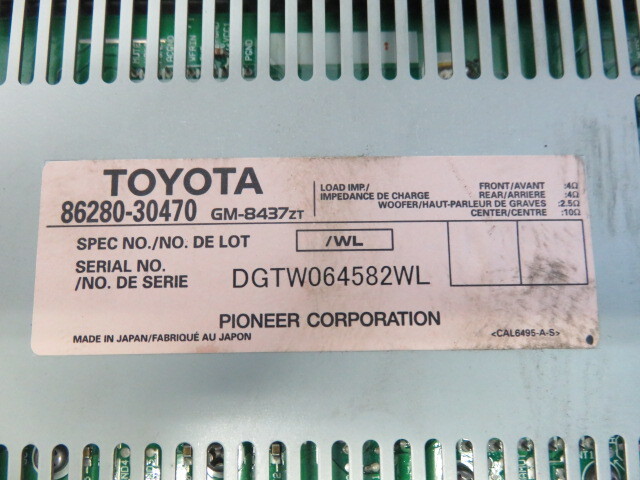 TOYOTA
86280-30470 GM-8437ZT
LOAD IMP./ FRONT/AVANT :4Ω
IMPEDANCE DE CHARGE REAR/ARRIERE :4Ω
WOOFER/HAUT-PARLEUR DE GRAVES :2.5Ω
CENTER/CENTRE :10Ω
SPEC NO./NO. DE LOT /WL
SERIAL NO.
/NO. DE SERIE DGTW064582WL
PIONEER CORPORATION
MADE IN JAPAN/FABRIQUÉ AU JAPON <CAL6495-A-S>